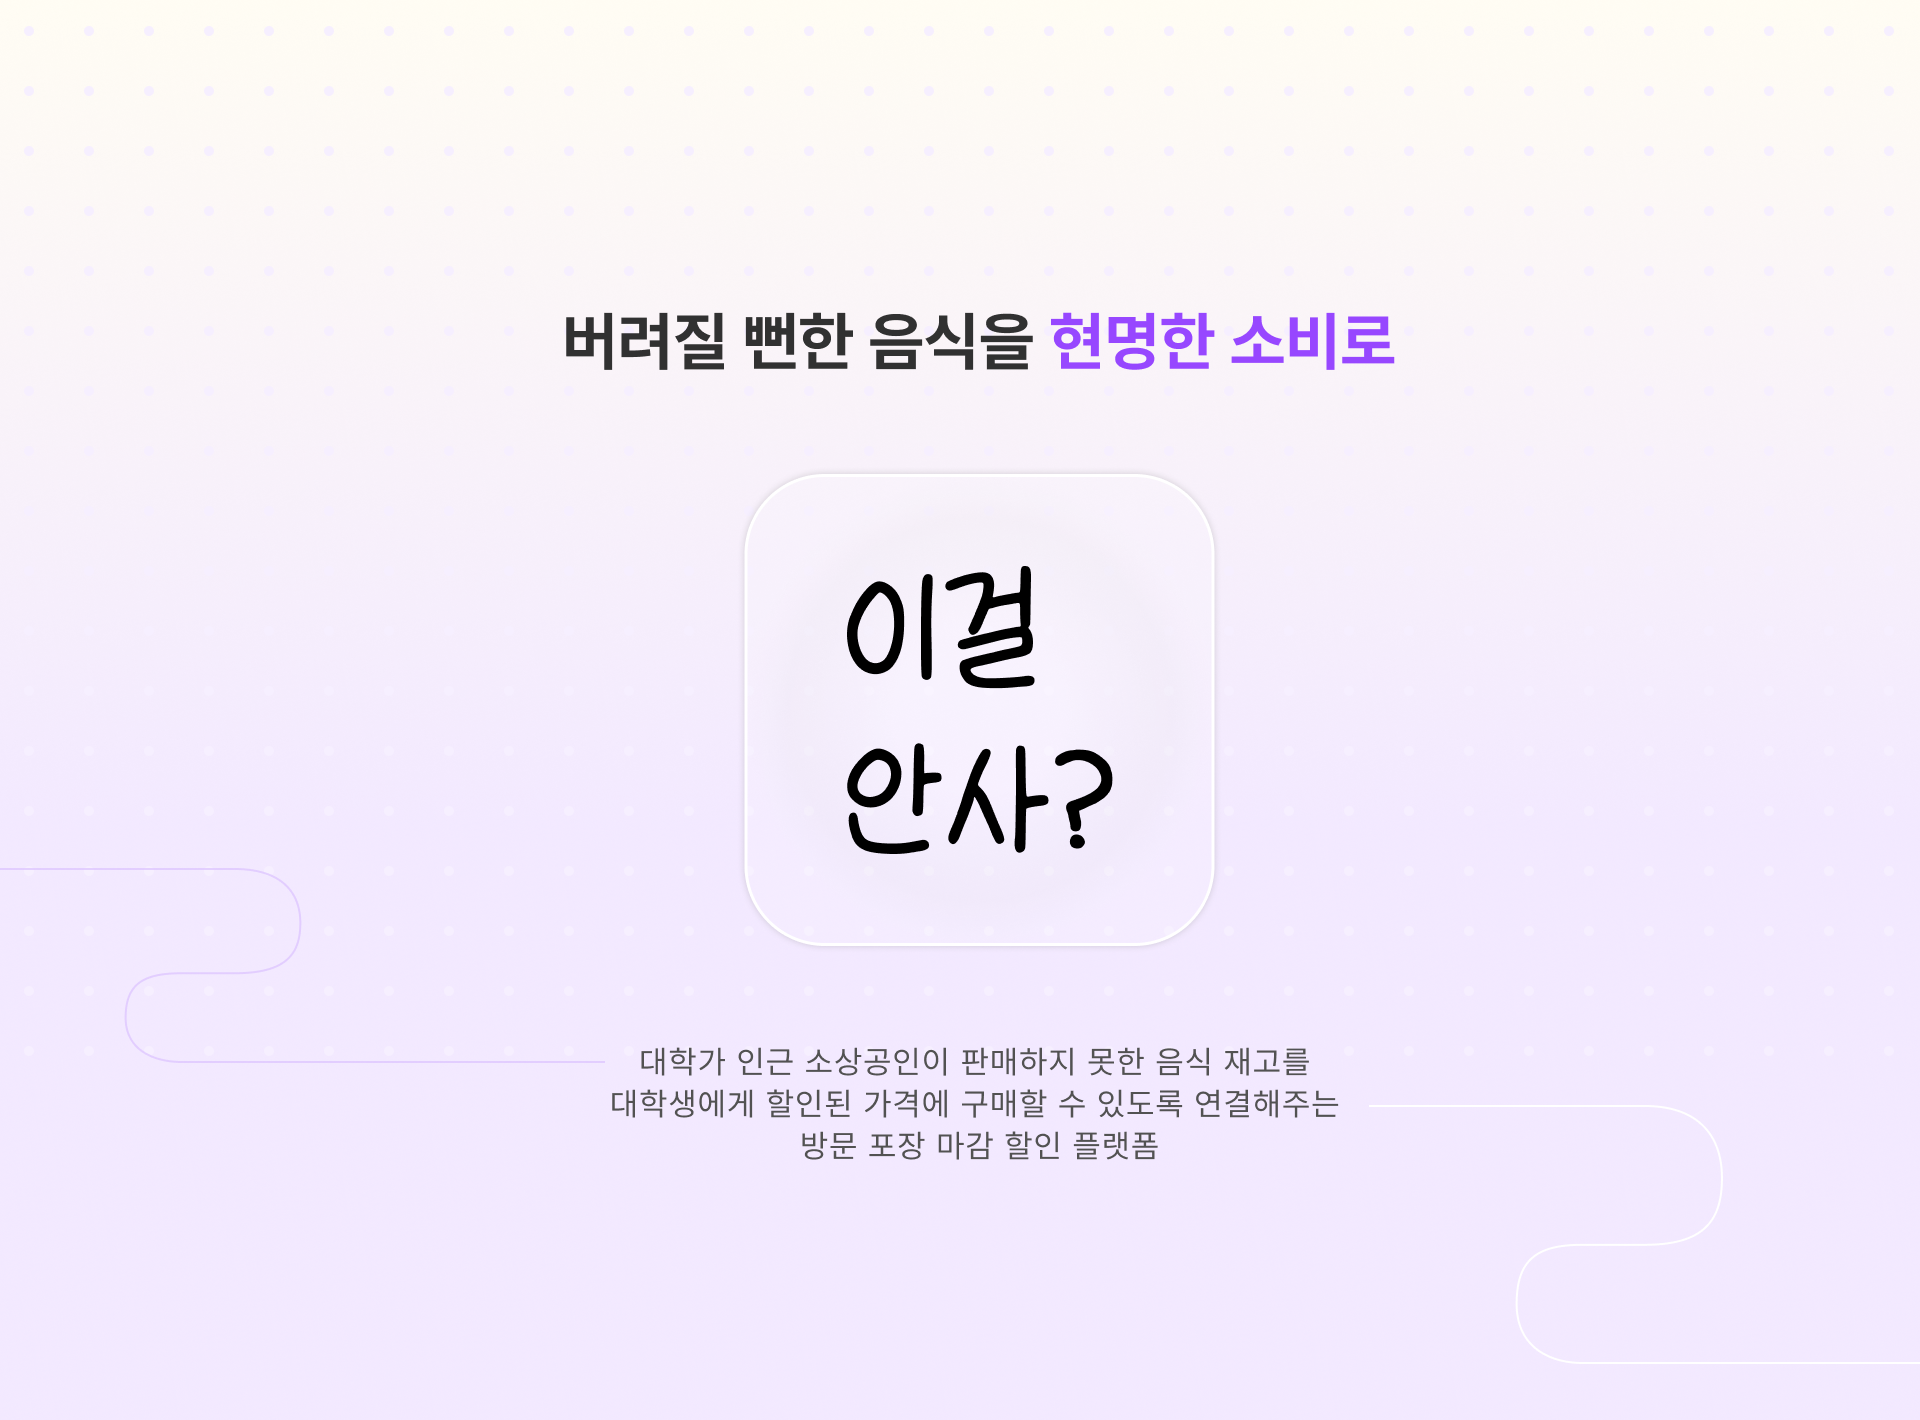 버려질 뻔한 음식을 현명한 소비로
이걸
안사?
대학가 인근 소상공인이 판매하지 못한 음식 재고를
대학생에게 할인된 가격에 구매할 수 있도록 연결해주는
방문 포장 마감 할인 플랫폼